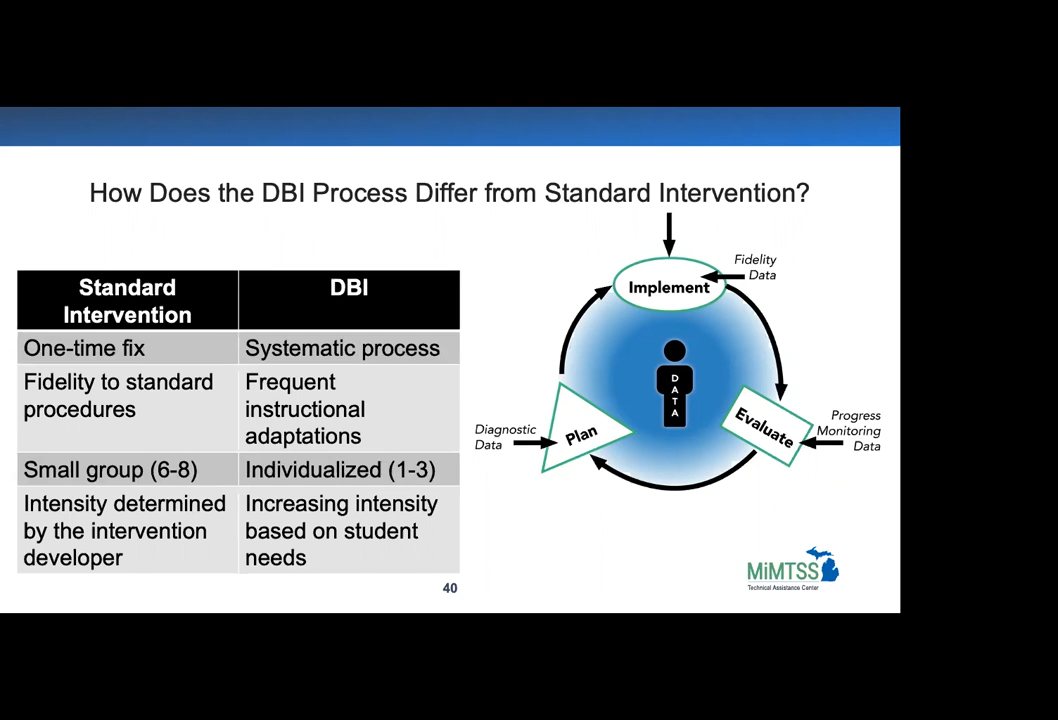 How Does the DBI Process Differ from Standard Intervention?
Standard
Intervention
DBI
One-time fix
Systematic process
Fidelity to standard
procedures
Frequent
instructional
adaptations
Small group (6-8)
Individualized (1-3)
Intensity determined
by the intervention
developer
Increasing intensity
based on student
needs
Fidelity
Data
Implement
DATA
Evaluate
Progress
Monitoring
Data
Plan
Diagnostic
Data
40
MiMTSS
Technical Assistance Center